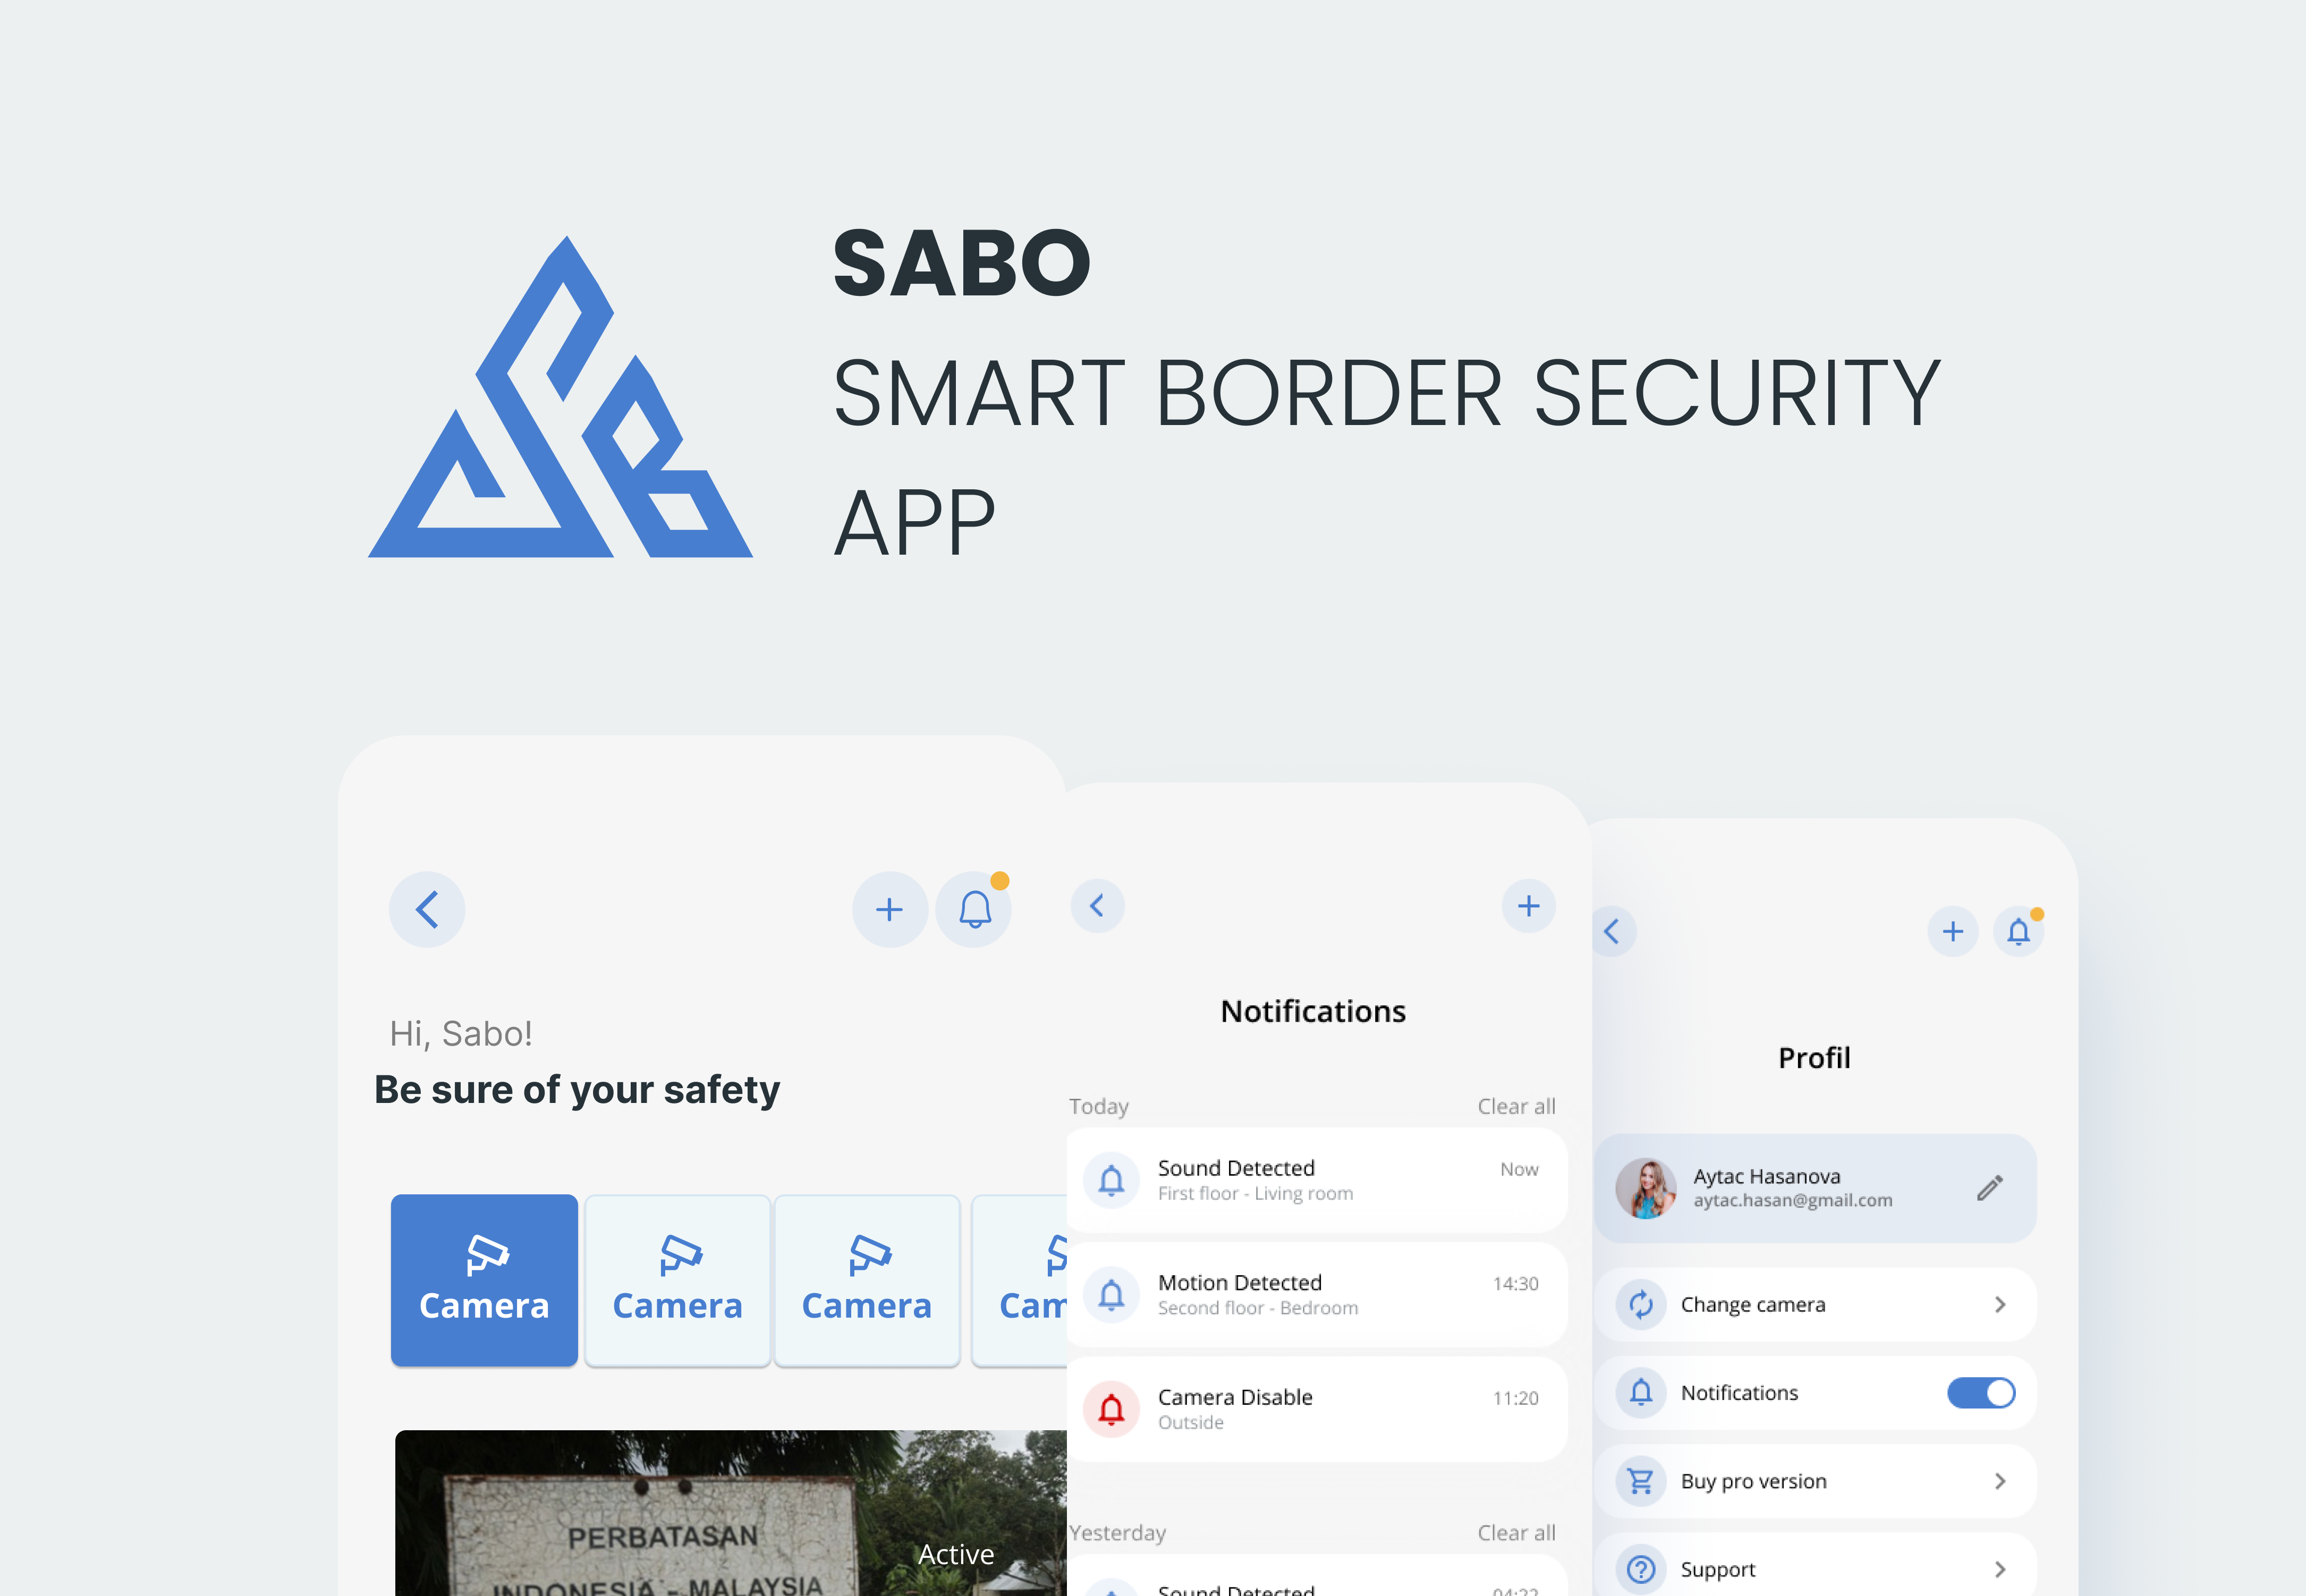 SABO
SMART BORDER SECURITY
APP
Hi, Sabo!
Be sure of your safety
Camera
Camera
Camera
Cam
PERBATASAN
INDONESIA - MALAYSIA
Active
Notifications
Today Clear all
Sound Detected Now
First floor - Living room
Motion Detected 14:30
Second floor - Bedroom
Camera Disable 11:20
Outside
Yesterday Clear all
Sound Detected 04:22
Profil
Aytac Hasanova
aytac.hasan@gmail.com
Change camera
Notifications
Buy pro version
Support